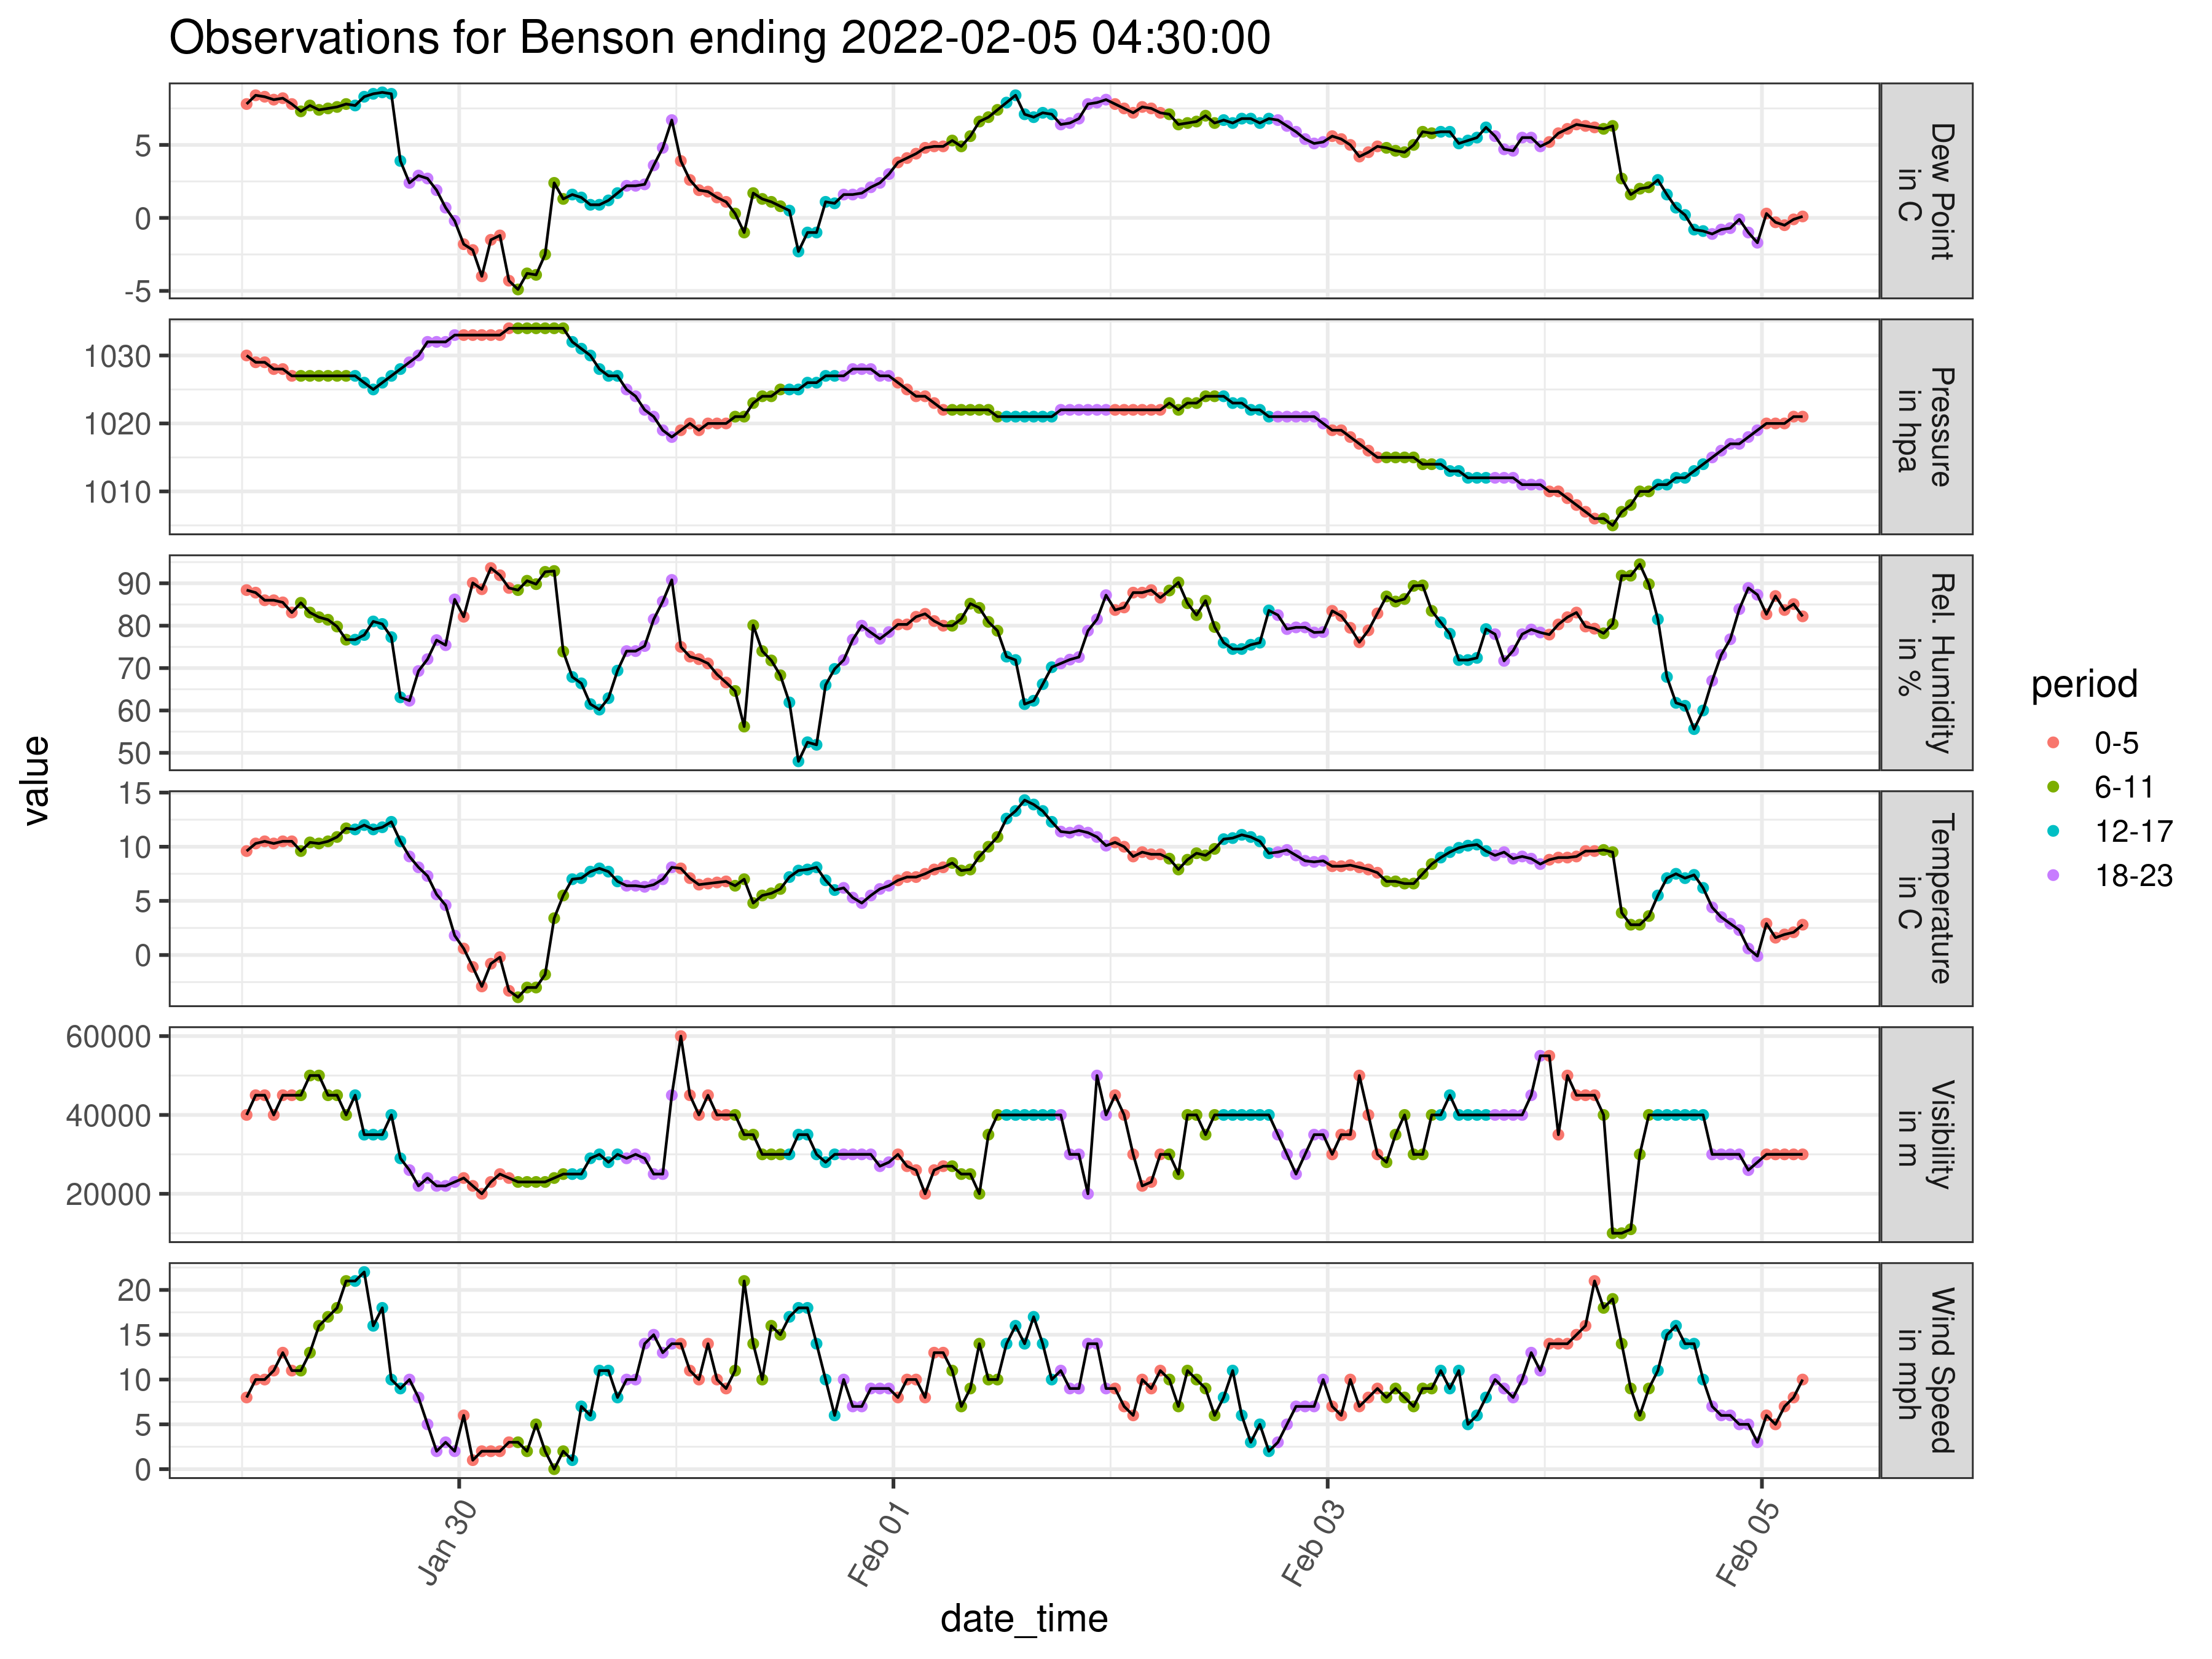 Observations for Benson ending 2022-02-05 04:30:00
value
5
0
-5
Dew Point
in C
1030
1020
1010
Pressure
in hpa
90
80
70
60
50
Rel. Humidity
in %
15
10
5
0
Temperature
in C
60000
40000
20000
Visibility
in m
20
15
10
5
0
Wind Speed
in mph
Jan 30
Feb 01
Feb 03
Feb 05
date_time
period
0-5
6-11
12-17
18-23